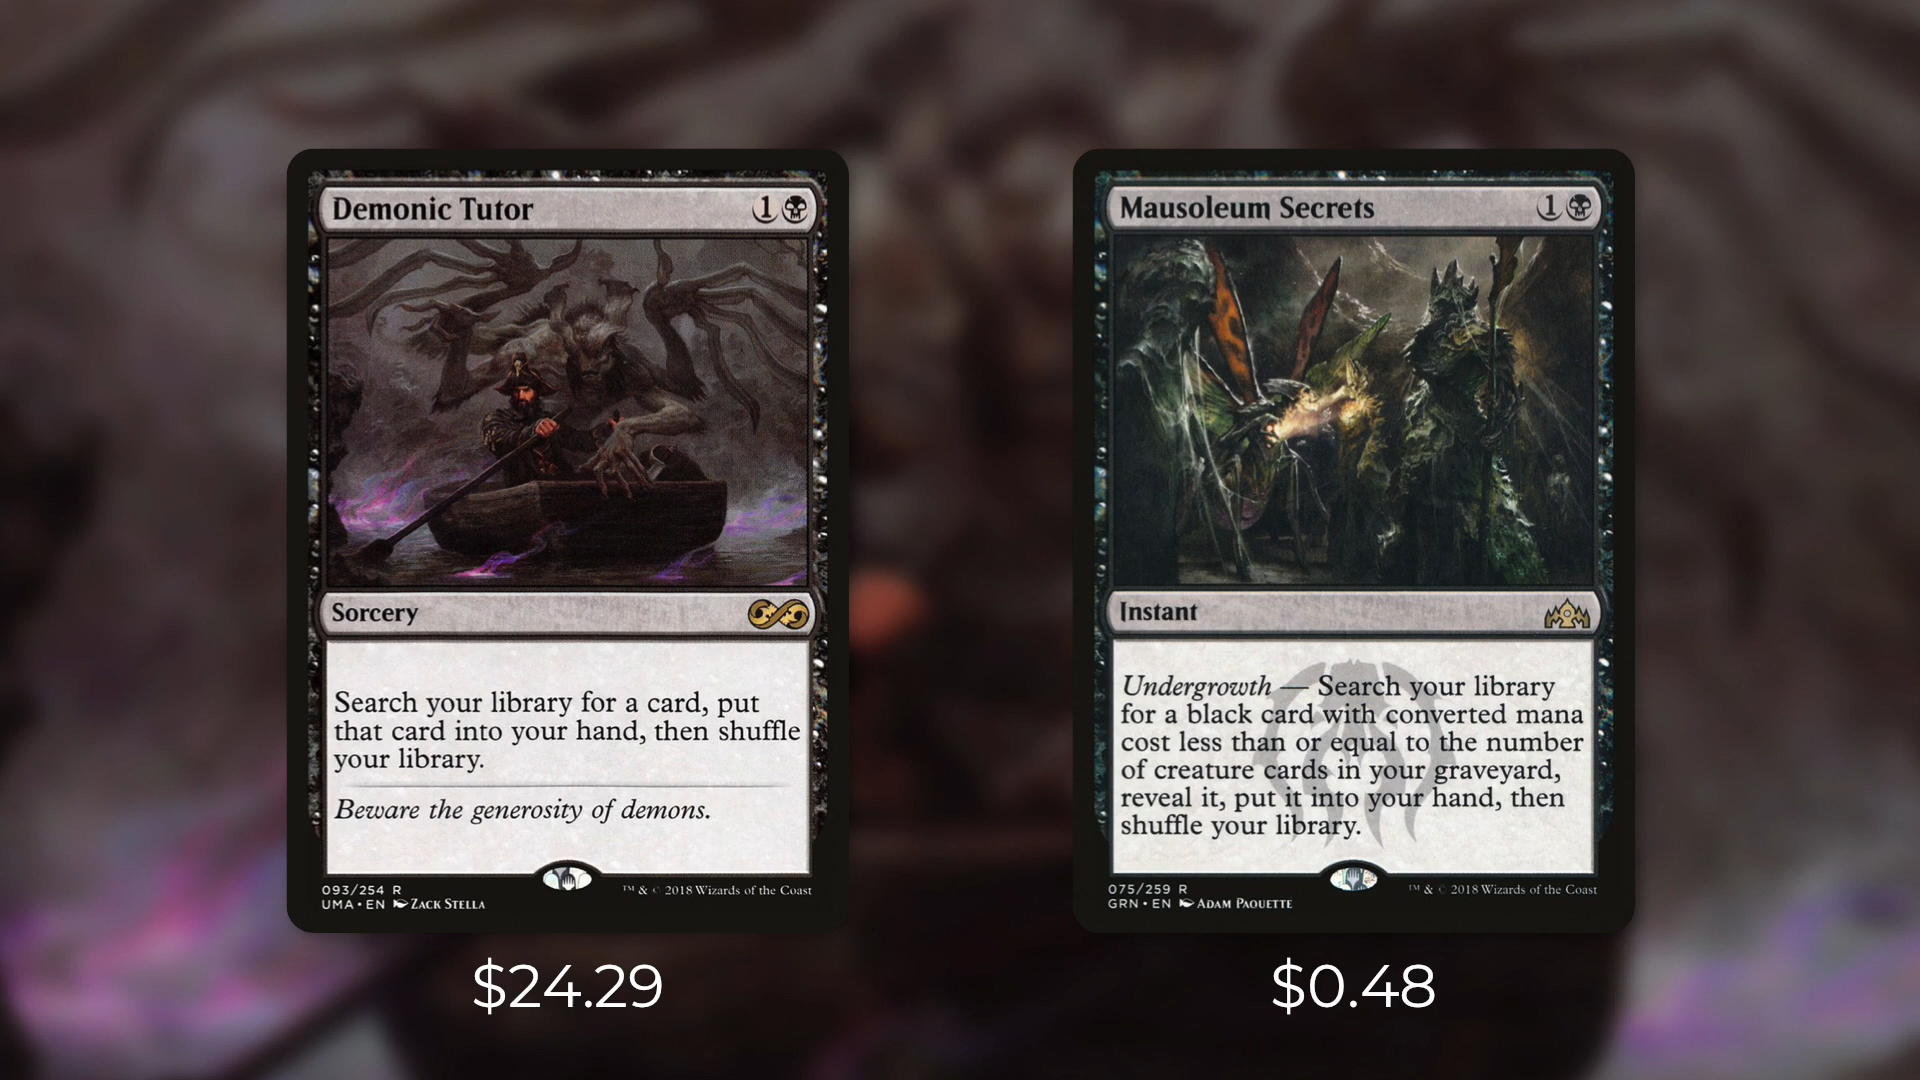 Demonic Tutor 1
Sorcery
Search your library for a card, put
that card into your hand, then shuffle
your library.
Beware the generosity of demons.
093/254 R
UMA • EN ZACK STELLA
™ & © 2018 Wizards of the Coast
$24.29
Mausoleum Secrets 1
Instant
Undergrowth — Search your library
for a black card with converted mana
cost less than or equal to the number
of creature cards in your graveyard,
reveal it, put it into your hand, then
shuffle your library.
075/259 R
GRN • EN ADAM PAQUETTE
™ & © 2018 Wizards of the Coast
$0.48